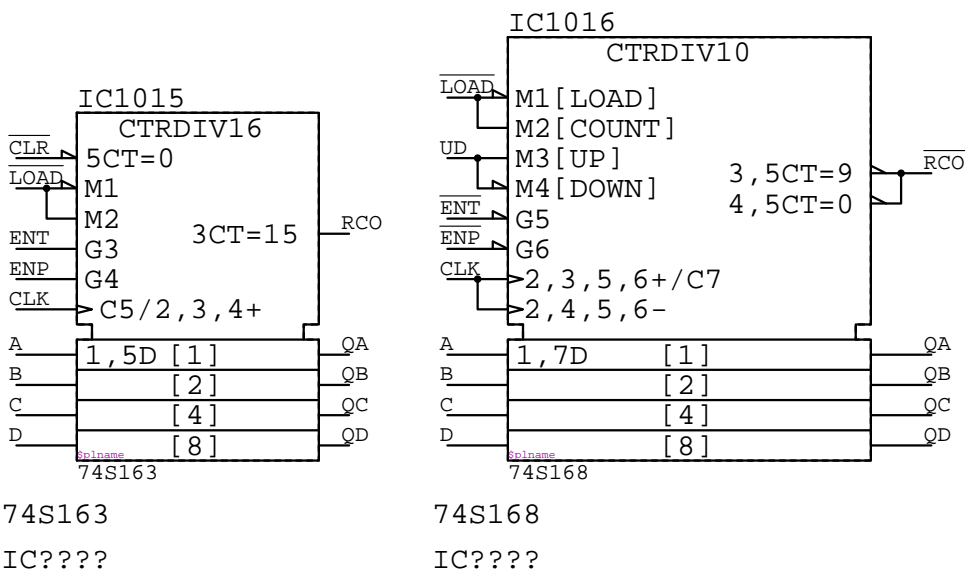 IC1015
CTRDIV16
CLR
5CT=0
LOAD
M1
M2
3CT=15
RCO
ENT
G3
ENP
G4
CLK
C5/2,3,4+
A
1,5D [1]
QA
B
[2]
QB
C
[4]
QC
D
[8]
QD
$plname
74S163
74S163
IC????
IC1016
CTRDIV10
LOAD
M1[LOAD]
M2[COUNT]
UD
M3[UP]
3,5CT=9
RCO
M4[DOWN]
4,5CT=0
ENT
G5
ENP
G6
CLK
2,3,5,6+/C7
2,4,5,6-
A
1,7D [1]
QA
B
[2]
QB
C
[4]
QC
D
[8]
QD
$plname
74S168
74S168
IC????